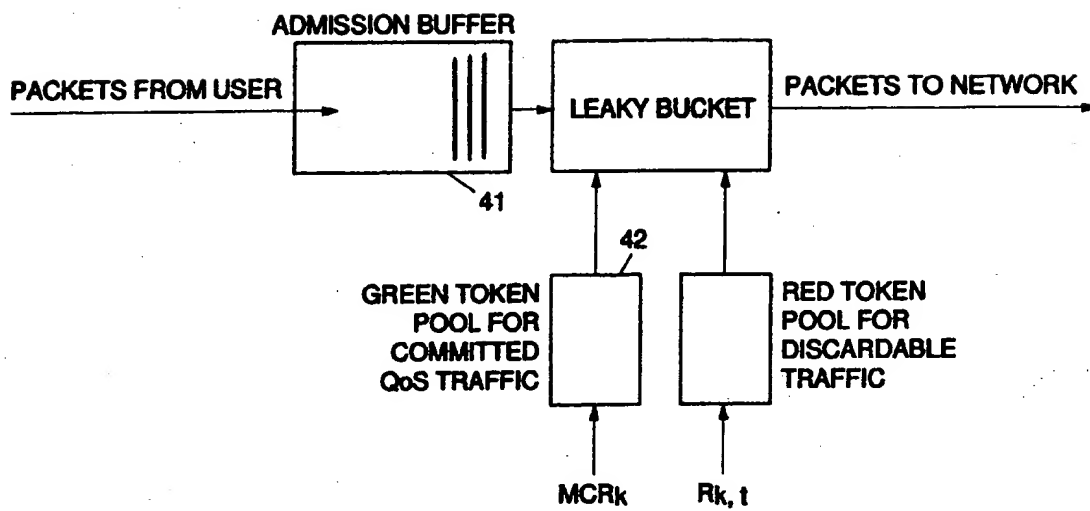 ADMISSION BUFFER
PACKETS FROM USER
LEAKY BUCKET
PACKETS TO NETWORK
41
42
GREEN TOKEN
POOL FOR
COMMITTED
QoS TRAFFIC
RED TOKEN
POOL FOR
DISCARDABLE
TRAFFIC
MCRk
Rk, t